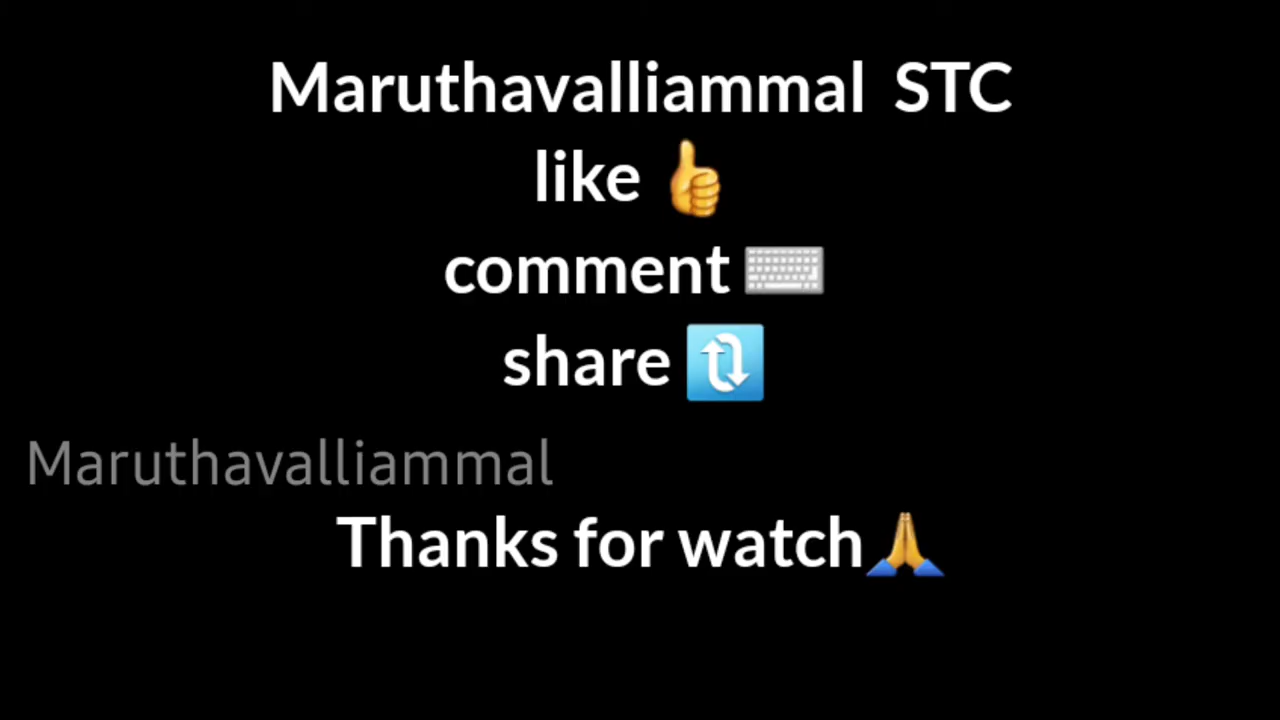 Maruthavalliammal STC
like 👍
comment ⌨️
share 🔃
Maruthavalliammal
Thanks for watch🙏